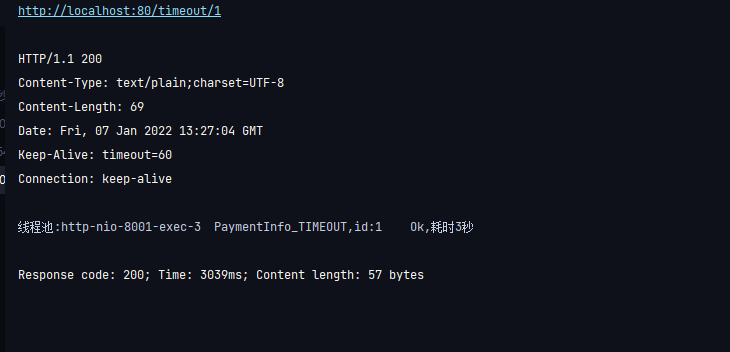 http://localhost:80/timeout/1
HTTP/1.1 200
Content-Type: text/plain;charset=UTF-8
Content-Length: 69
Date: Fri, 07 Jan 2022 13:27:04 GMT
Keep-Alive: timeout=60
Connection: keep-alive
线程池:http-nio-8001-exec-3  PaymentInfo_TIMEOUT,id:1    Ok,耗时3秒
Response code: 200; Time: 3039ms; Content length: 57 bytes